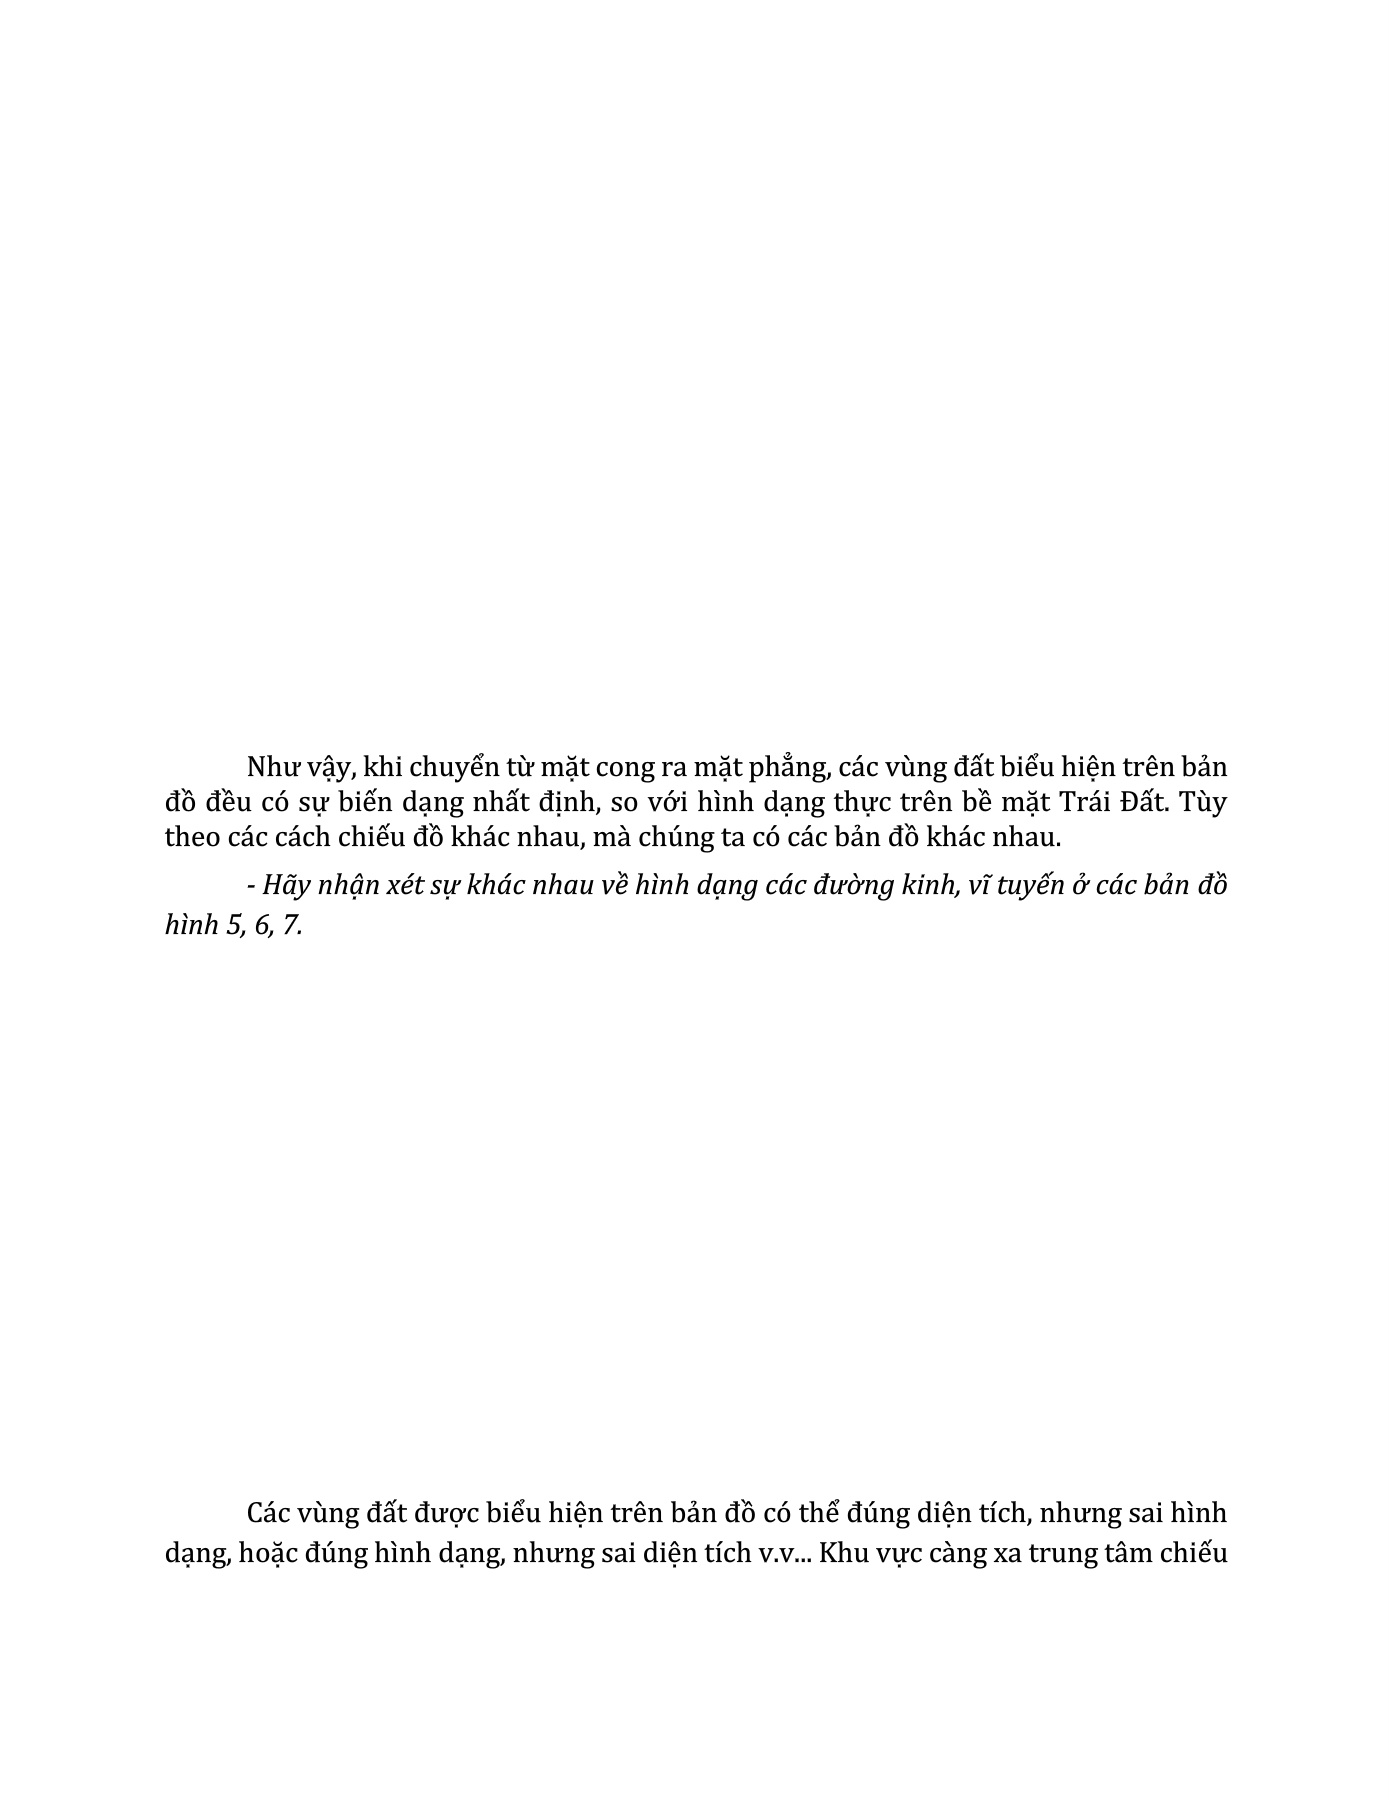 Như vậy, khi chuyển từ mặt cong ra mặt phẳng, các vùng đất biểu hiện trên bản
đồ đều có sự biến dạng nhất định, so với hình dạng thực trên bề mặt Trái Đất. Tùy
theo các cách chiếu đồ khác nhau, mà chúng ta có các bản đồ khác nhau.
- Hãy nhận xét sự khác nhau về hình dạng các đường kinh, vĩ tuyến ở các bản đồ
hình 5, 6, 7.
Các vùng đất được biểu hiện trên bản đồ có thể đúng diện tích, nhưng sai hình
dạng, hoặc đúng hình dạng, nhưng sai diện tích v.v... Khu vực càng xa trung tâm chiếu